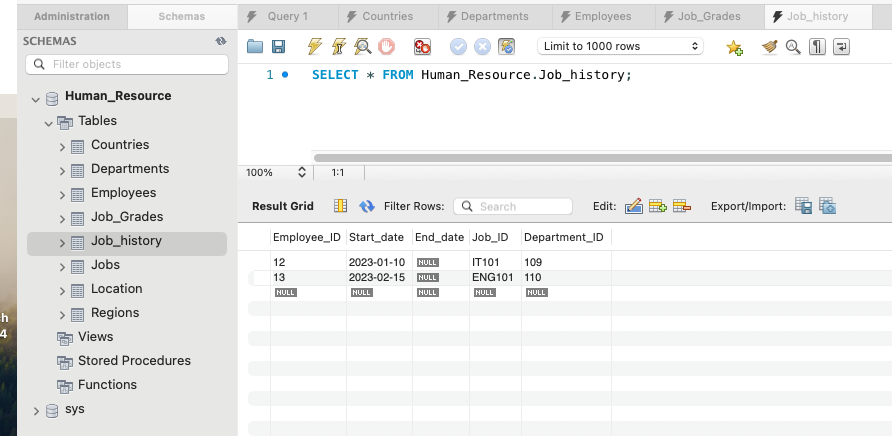 Administration Schemas Query 1 Countries Departments Employees Job_Grades Job_history
SCHEMAS
Filter objects
Limit to 1000 rows
1 SELECT * FROM Human_Resource.Job_history;
Human_Resource
Tables
Countries
Departments
Employees
Job_Grades
Job_history
Jobs
Location
Regions
Views
Stored Procedures
Functions
sys
100% 1:1
Result Grid Filter Rows: Search Edit: Export/Import:
Employee_ID Start_date End_date Job_ID Department_ID
12 2023-01-10 NULL IT101 109
13 2023-02-15 NULL ENG101 110
NULL NULL NULL NULL NULL
h
4